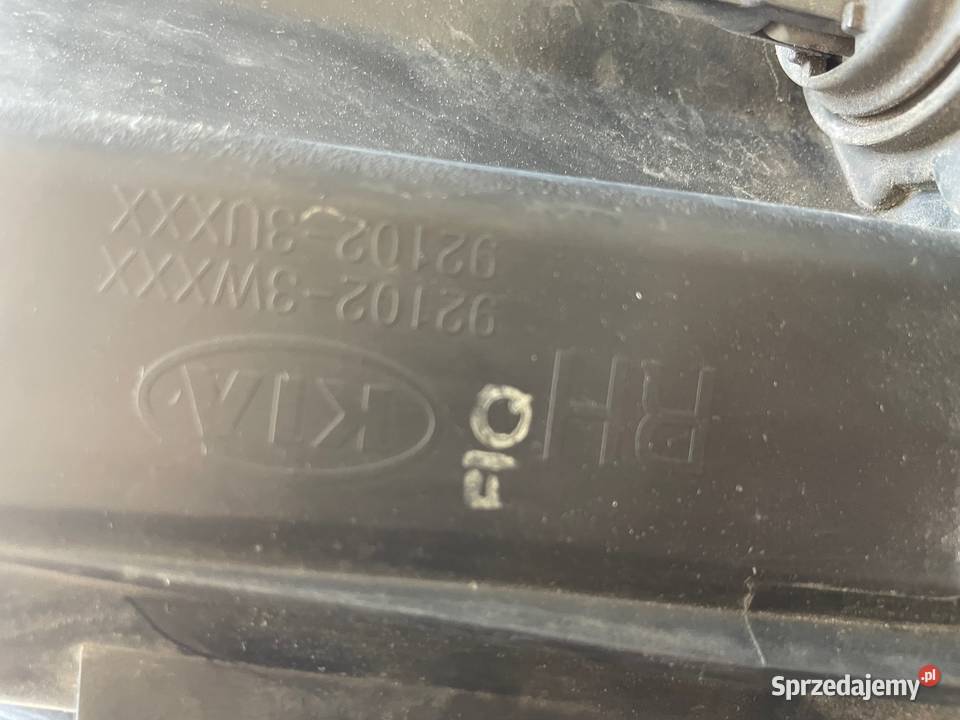 RH
KIA
92102-3WXXX
92102-3UXXX
Sprzedajemy.pl